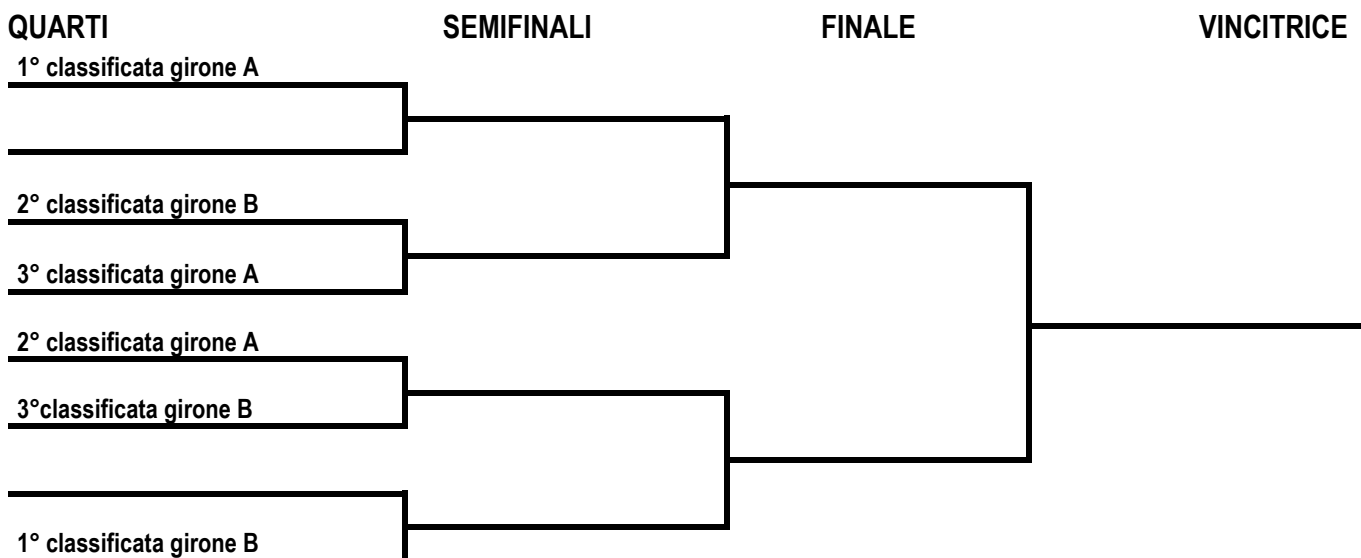 QUARTI SEMIFINALI FINALE VINCITRICE
1° classificata girone A
2° classificata girone B
3° classificata girone A
2° classificata girone A
3°classificata girone B
1° classificata girone B